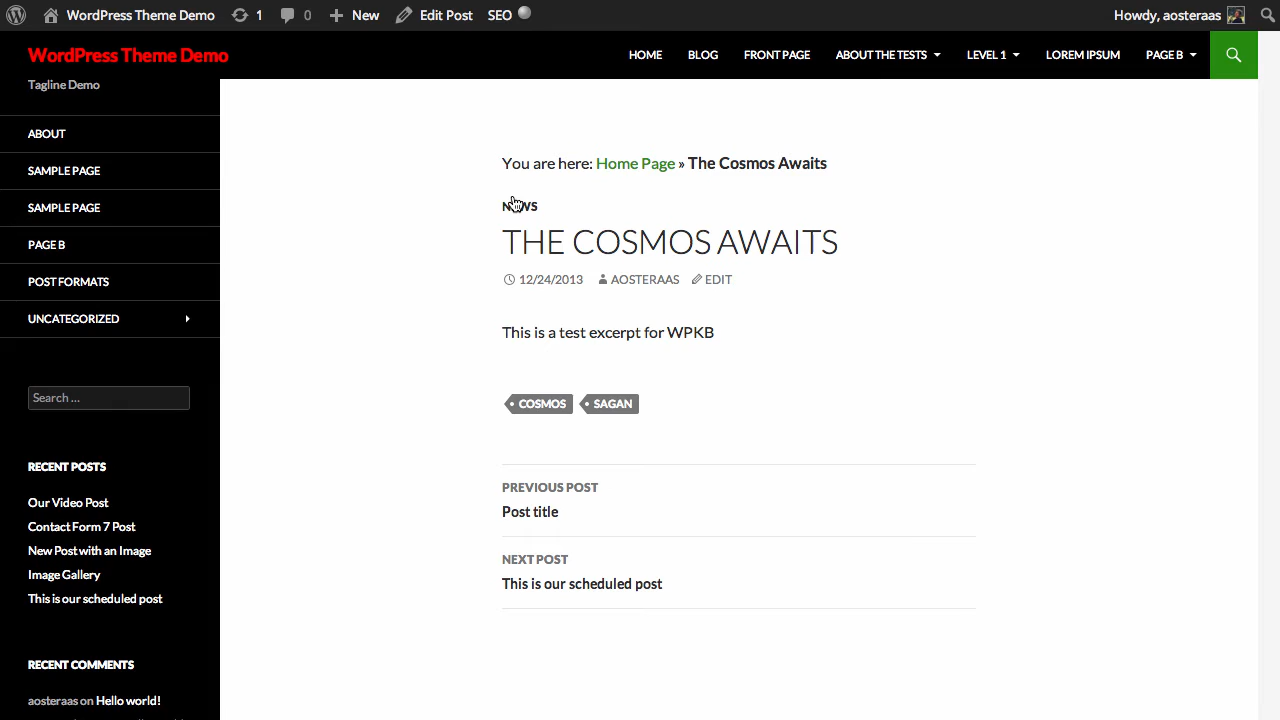 WordPress Theme Demo 1 0 New Edit Post SEO Howdy, aosteraas
WordPress Theme Demo
HOME BLOG FRONT PAGE ABOUT THE TESTS LEVEL 1 LOREM IPSUM PAGE B
Tagline Demo
ABOUT
SAMPLE PAGE
SAMPLE PAGE
PAGE B
POST FORMATS
UNCATEGORIZED
Search ...
RECENT POSTS
Our Video Post
Contact Form 7 Post
New Post with an Image
Image Gallery
This is our scheduled post
RECENT COMMENTS
aosteraas on Hello world!
You are here: Home Page » The Cosmos Awaits
NEWS
THE COSMOS AWAITS
12/24/2013 AOSTERAAS EDIT
This is a test excerpt for WPKB
COSMOS SAGAN
PREVIOUS POST
Post title
NEXT POST
This is our scheduled post